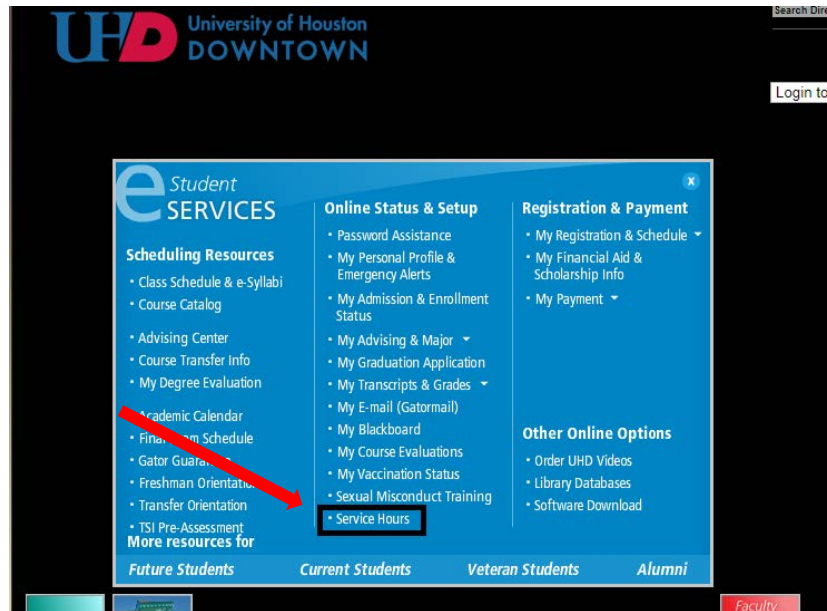 UHD University of Houston
DOWNTOWN
Search Dire
Login to
e Student
SERVICES
Scheduling Resources
• Class Schedule & e-Syllabi
• Course Catalog
• Advising Center
• Course Transfer Info
• My Degree Evaluation
• Academic Calendar
• Schedule
• Gator
• Freshman
• Transfer Orientation
• TSI Pre-Assessment
More resources for
Online Status & Setup
• Password Assistance
• My Personal Profile &
Emergency Alerts
• My Admission & Enrollment
Status
• My Advising & Major
• My Graduation Application
• My Transcripts & Grades
• My E-mail (Gatormail)
• My Blackboard
• My Course Evaluations
• My Vaccination Status
• Sexual Misconduct Training
• Service Hours
x
Registration & Payment
• My Registration & Schedule
• My Financial Aid &
Scholarship Info
• My Payment
Other Online Options
• Order UHD Videos
• Library Databases
• Software Download
Future Students
Current Students
Veteran Students
Alumni
Faculty